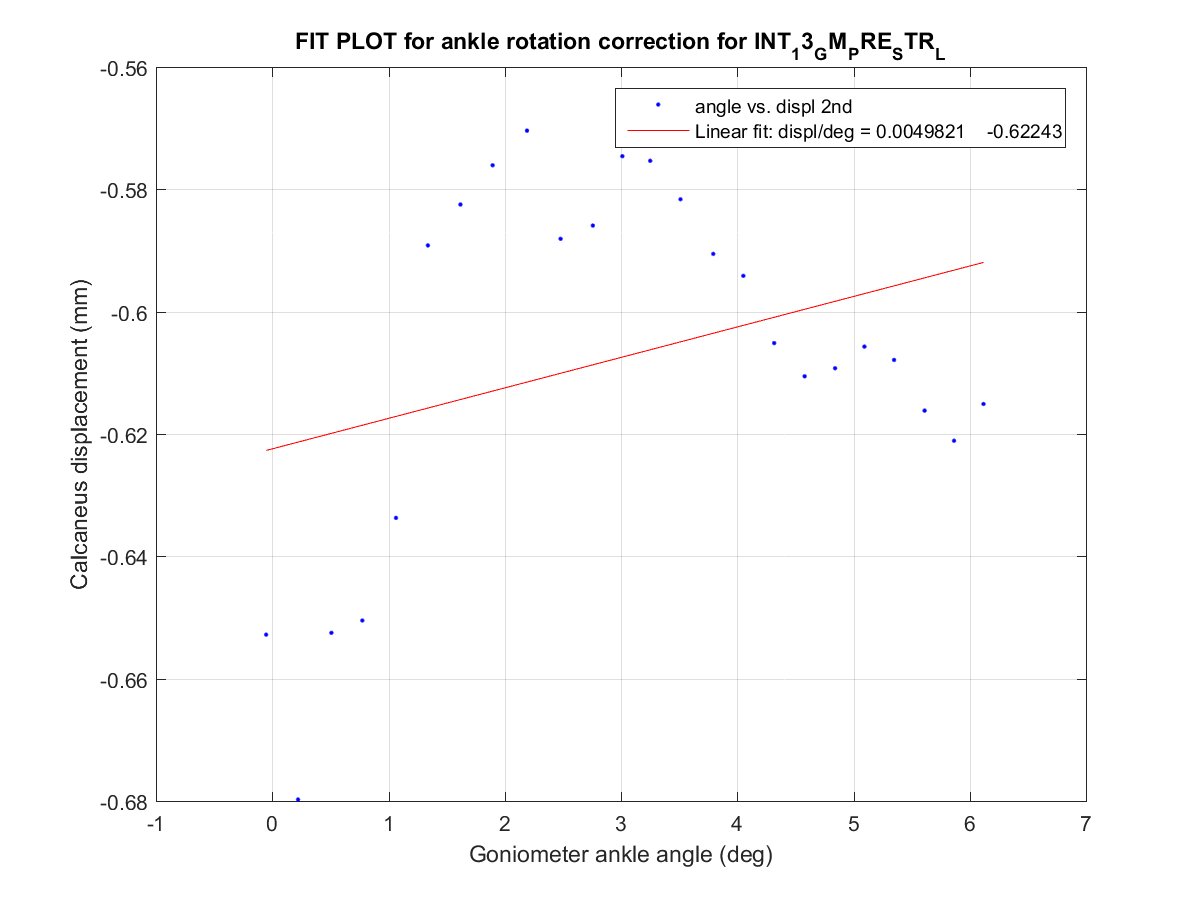 FIT PLOT for ankle rotation correction for INT₁3_GM_PRE_STR_L
-0.56
angle vs. displ 2nd
Linear fit: displ/deg = 0.0049821 -0.62243
-0.58
-0.6
-0.62
-0.64
-0.66
-0.68
Calcaneus displacement (mm)
-1 0 1 2 3 4 5 6 7
Goniometer ankle angle (deg)